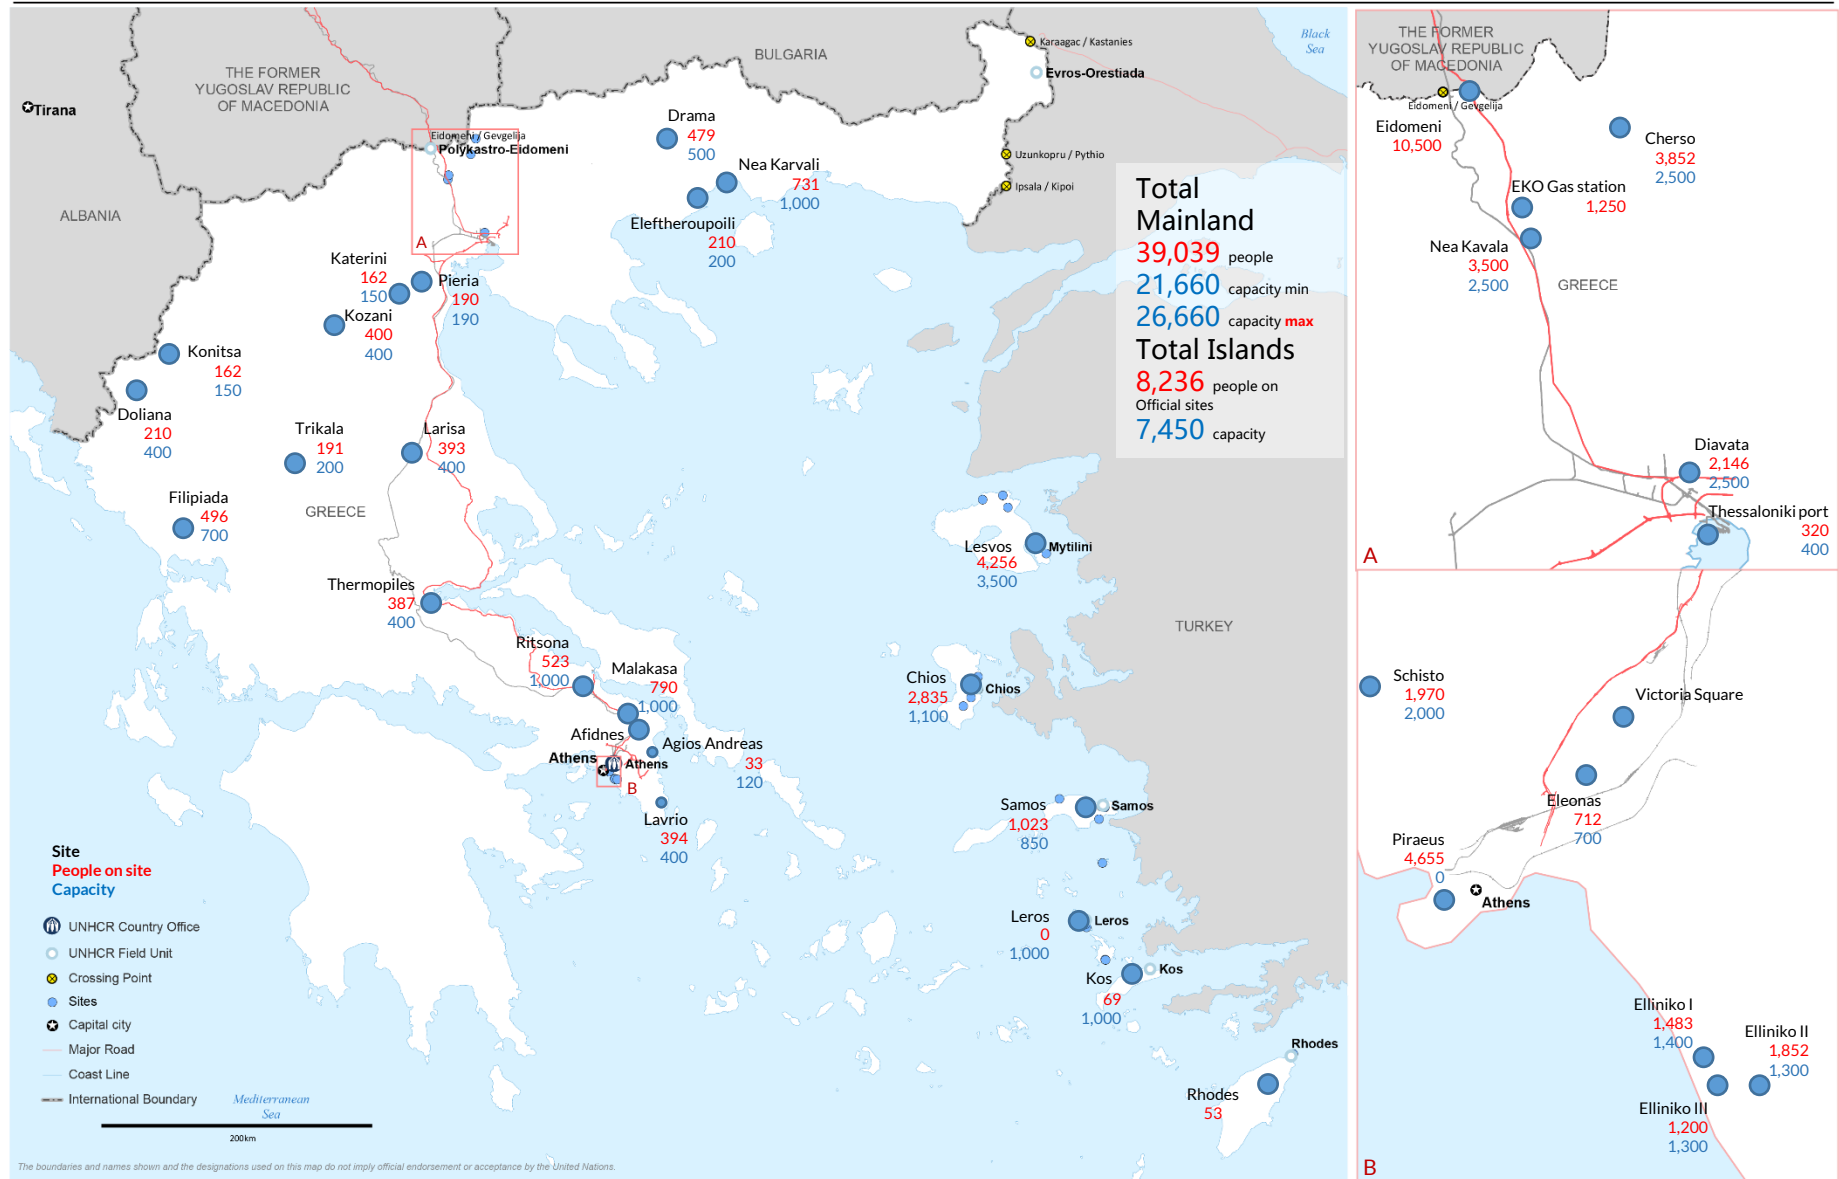 BULGARIA
Black
Sea
Karaagac / Kastanies
Evros-Orestiada
THE FORMER
YUGOSLAV REPUBLIC
OF MACEDONIA
Tirana
Eidomeni / Gevgelija
Polykastro-Eidomeni
Drama
479
500
Nea Karvali
731
1,000
Uzunkopru / Pythio
Ipsala / Kipoi
ALBANIA
Eleftheroupoili
210
200
A
Katerini
162
150
Pieria
190
190
Kozani
400
400
Konitsa
162
150
Doliana
210
400
Trikala
191
200
Larisa
393
400
Filipiada
496
700
GREECE
Thermopiles
387
400
Ritsona
523
1,000
Malakasa
790
1,000
Afidnes
Agios Andreas
33
120
Athens
Athens
B
Lavrio
394
400
Total
Mainland
39,039 people
21,660 capacity min
26,660 capacity max
Total Islands
8,236 people on
Official sites
7,450 capacity
Lesvos
4,256
3,500
Mytilini
TURKEY
Chios
2,835
1,100
Chios
Samos
1,023
850
Samos
Leros
0
1,000
Leros
Kos
69
1,000
Kos
Rhodes
Rhodes
53
Site
People on site
Capacity
UNHCR Country Office
UNHCR Field Unit
Crossing Point
Sites
Capital city
Major Road
Coast Line
International Boundary
Mediterranean
Sea
200km
The boundaries and names shown and the designations used on this map do not imply official endorsement or acceptance by the United Nations.
THE FORMER
YUGOSLAV REPUBLIC
OF MACEDONIA
Eidomeni / Gevgelija
Eidomeni
10,500
Cherso
3,852
2,500
EKO Gas station
1,250
Nea Kavala
3,500
2,500
GREECE
Diavata
2,146
2,500
Thessaloniki port
320
400
A
Schisto
1,970
2,000
Victoria Square
Eleonas
712
700
Piraeus
4,655
0
Athens
Elliniko I
1,483
1,400
Elliniko II
1,852
1,300
Elliniko III
1,200
1,300
B